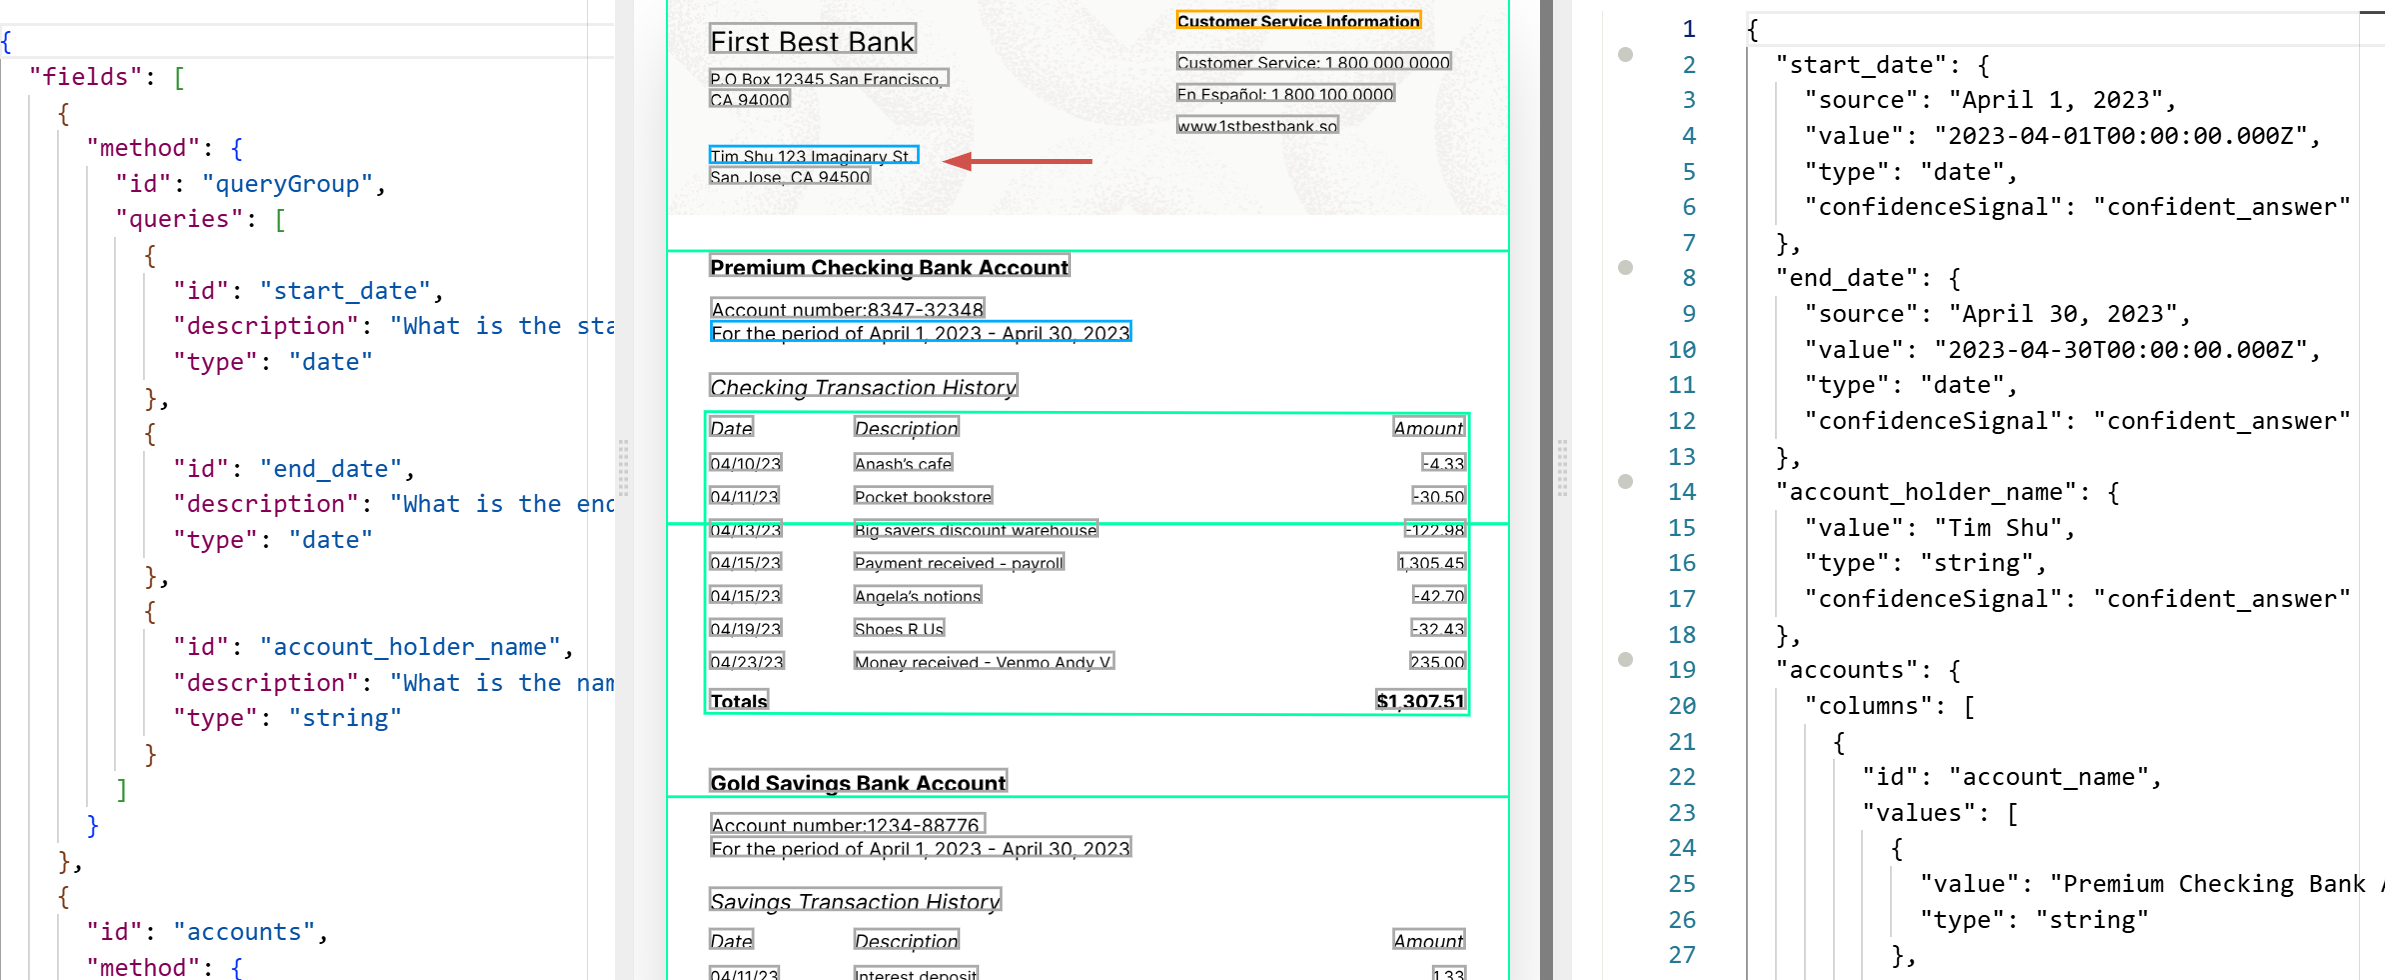 {
"fields": [
{
"method": {
"id": "queryGroup",
"queries": [
{
"id": "start_date",
"description": "What is the sta
"type": "date"
},
{
"id": "end_date",
"description": "What is the end
"type": "date"
},
{
"id": "account_holder_name",
"description": "What is the nam
"type": "string"
}
]
}
},
{
"id": "accounts",
"method": {
First Best Bank
P.O Box 12345 San Francisco,
CA 94000
Tim Shu 123 Imaginary St.
San Jose, CA 94500
Customer Service Information
Customer Service: 1 800 000 0000
En Español: 1 800 100 0000
www.1stbestbank.so
Premium Checking Bank Account
Account number:8347-32348
For the period of April 1, 2023 - April 30, 2023
Checking Transaction History
Date Description Amount
04/10/23 Anash's cafe -4.33
04/11/23 Pocket bookstore -30.50
04/13/23 Big savers discount warehouse -122.98
04/15/23 Payment received - payroll 1,305.45
04/15/23 Angela's notions -42.70
04/19/23 Shoes R Us -32.43
04/23/23 Money received - Venmo Andy V. 235.00
Totals $1,307.51
Gold Savings Bank Account
Account number:1234-88776
For the period of April 1, 2023 - April 30, 2023
Savings Transaction History
Date Description Amount
04/11/23 Interest deposit 1.33
1 {
2 "start_date": {
3 "source": "April 1, 2023",
4 "value": "2023-04-01T00:00:00.000Z",
5 "type": "date",
6 "confidenceSignal": "confident_answer"
7 },
8 "end_date": {
9 "source": "April 30, 2023",
10 "value": "2023-04-30T00:00:00.000Z",
11 "type": "date",
12 "confidenceSignal": "confident_answer"
13 },
14 "account_holder_name": {
15 "value": "Tim Shu",
16 "type": "string",
17 "confidenceSignal": "confident_answer"
18 },
19 "accounts": {
20 "columns": [
21 {
22 "id": "account_name",
23 "values": [
24 {
25 "value": "Premium Checking Bank
26 "type": "string"
27 },